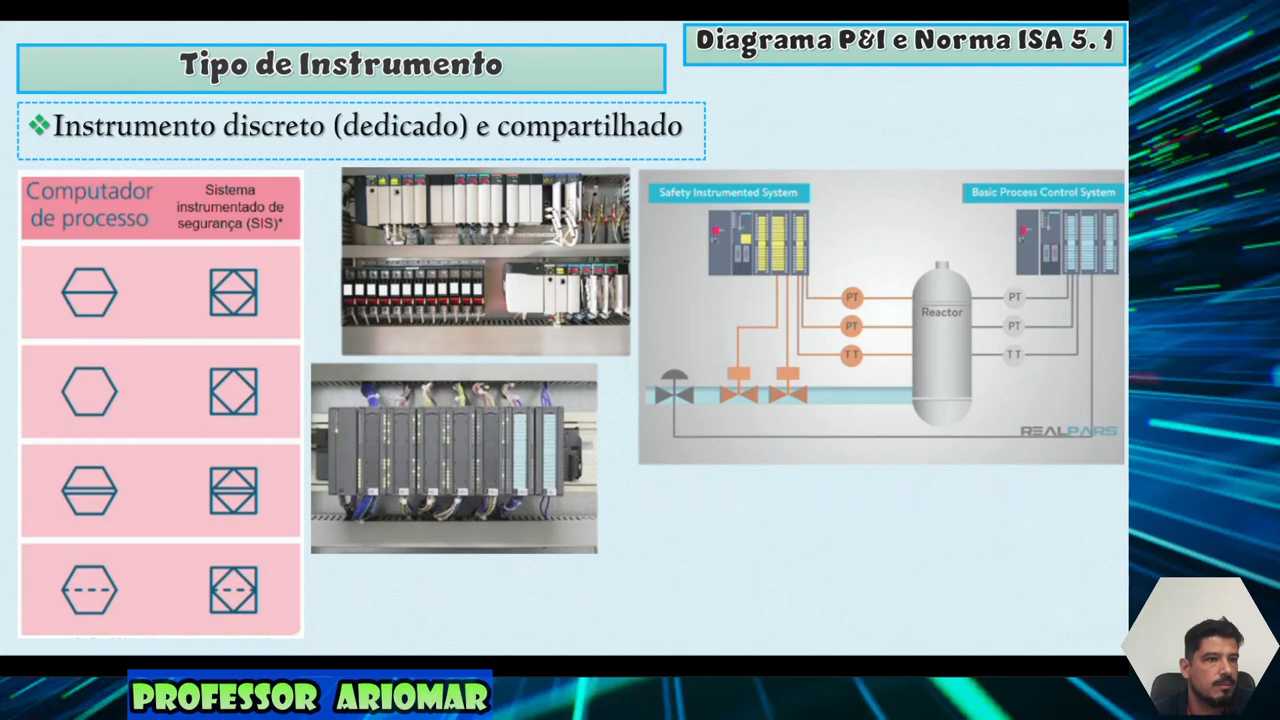 Diagrama P&I e Norma ISA 5.1
Tipo de Instrumento
❖Instrumento discreto (dedicado) e compartilhado
Computador
de processo
Sistema
instrumentado de
segurança (SIS)*
Safety Instrumented System
Basic Process Control System
PT
PT
PT
PT
TT
TT
Reactor
REALPARS
PROFESSOR ARIOMAR